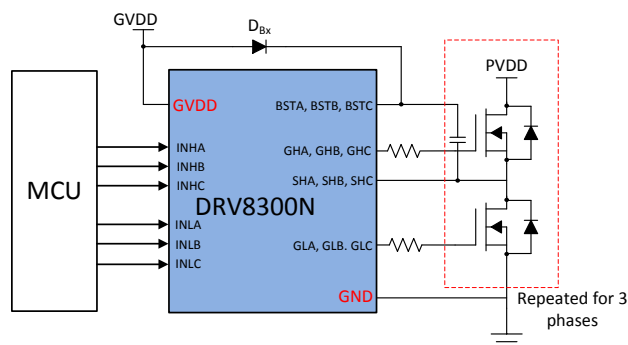 GVDD
DBx
PVDD
GVDD
BSTA, BSTB, BSTC
MCU
INHA
INHB
INHC
GHA, GHB, GHC
SHA, SHB, SHC
DRV8300N
INLA
INLB
INLC
GLA, GLB. GLC
GND
Repeated for 3
phases